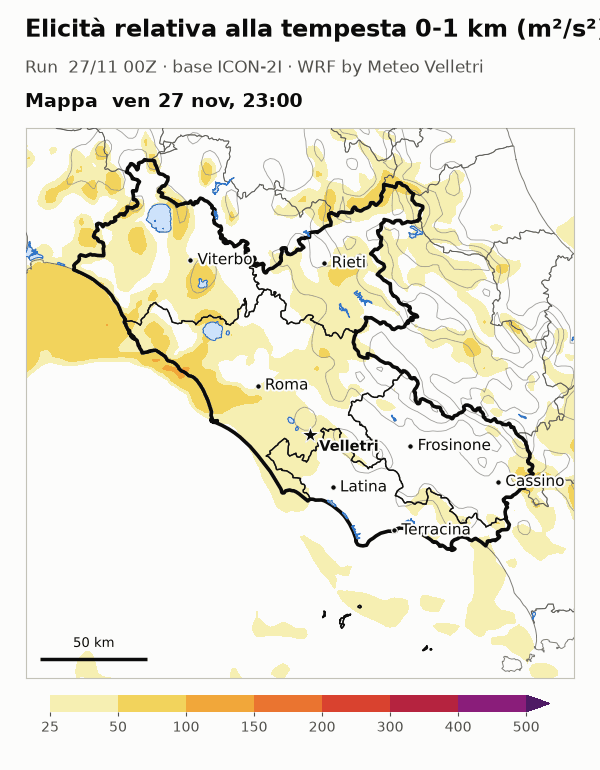 Elicità relativa alla tempesta 0-1 km (m²/s²)
Run  27/11 00Z · base ICON-2I · WRF by Meteo Velletri
Mappa  ven 27 nov, 23:00
Viterbo
Rieti
Roma
Velletri
Frosinone
Latina
Cassino
Terracina
50 km
25 50 100 150 200 300 400 500